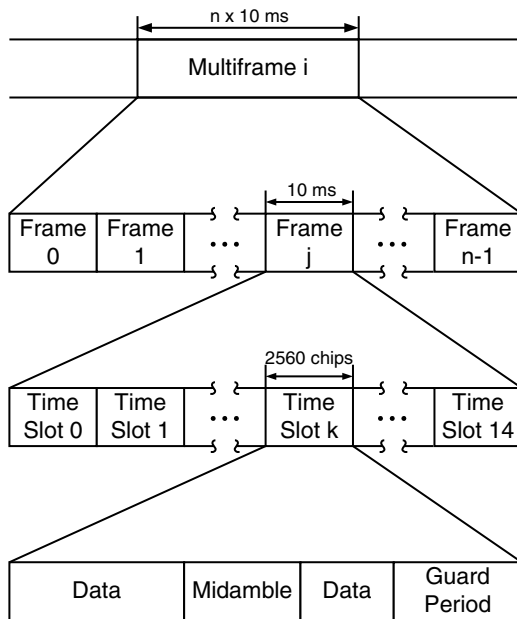 n x 10 ms
Multiframe i
10 ms
Frame 0
Frame 1
...
Frame j
...
Frame n-1
2560 chips
Time Slot 0
Time Slot 1
...
Time Slot k
...
Time Slot 14
Data
Midamble
Data
Guard Period